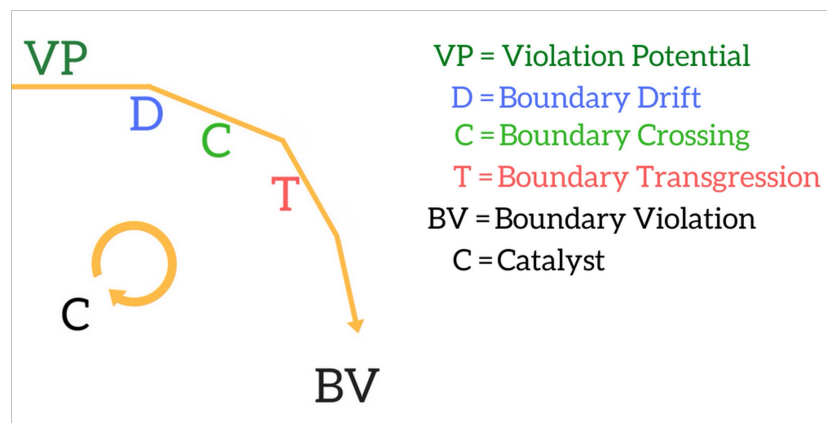 VP
D
C
T
C
BV
VP = Violation Potential
D = Boundary Drift
C = Boundary Crossing
T = Boundary Transgression
BV = Boundary Violation
C = Catalyst